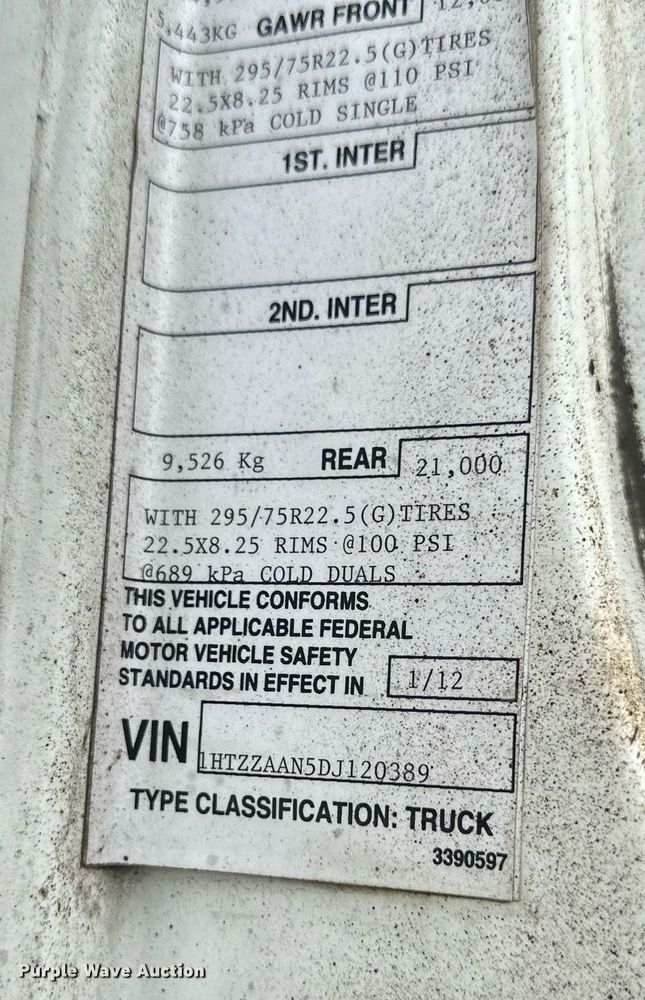 5,443KG GAWR FRONT
WITH 295/75R22.5(G)TIRES
22.5X8.25 RIMS @110 PSI
@758 kPa COLD SINGLE
1ST. INTER
2ND. INTER
9,526 Kg REAR 21,000
WITH 295/75R22.5(G)TIRES
22.5X8.25 RIMS @100 PSI
@689 kPa COLD DUALS
THIS VEHICLE CONFORMS
TO ALL APPLICABLE FEDERAL
MOTOR VEHICLE SAFETY
STANDARDS IN EFFECT IN 1/12
VIN 1HTZZAAN5DJ120389
TYPE CLASSIFICATION: TRUCK
3390597
Purple Wave Auction